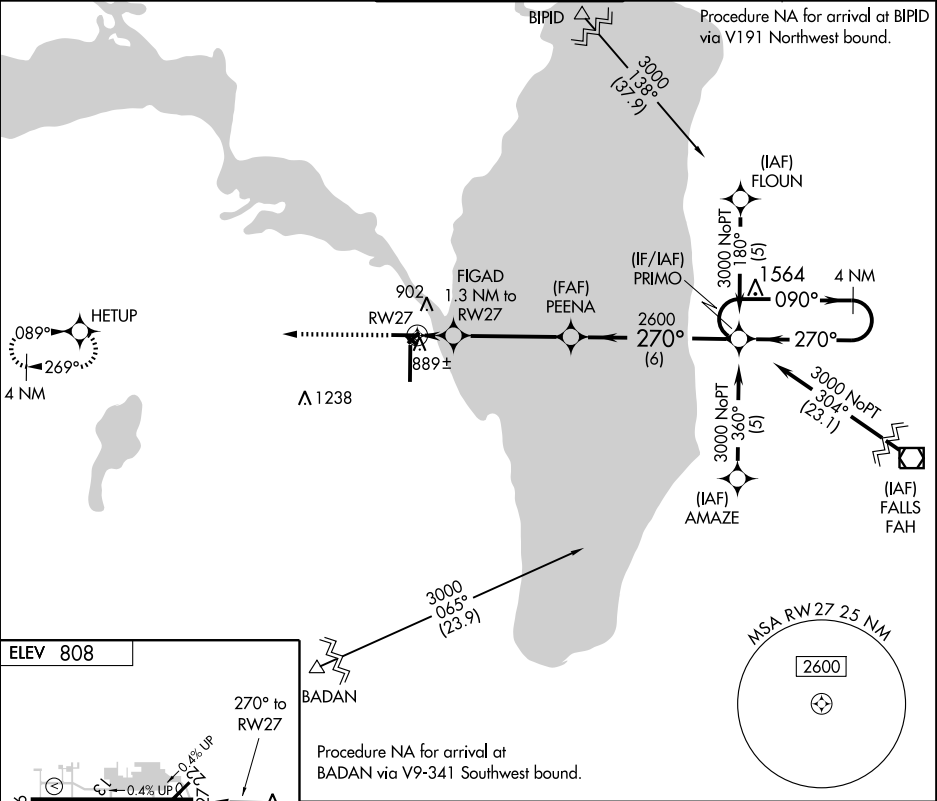 BIPID
Procedure NA for arrival at BIPID
via V191 Northwest bound.
3000
138°
(37.9)
(IAF)
FLOUN
3000 NoPT
180°
(5)
(IF/IAF)
PRIMO
1564
4 NM
090°
270°
FIGAD
1.3 NM to
RW27
(FAF)
PEENA
902
RW27
889±
2600
270°
(6)
HETUP
089°
269°
4 NM
1238
3000 NoPT
304°
(23.1)
3000 NoPT
360°
(5)
(IAF)
AMAZE
(IAF)
FALLS
FAH
3000
065°
(23.9)
BADAN
MSA RW27 25 NM
2600
ELEV 808
270° to
RW27
0.4% UP
22
13
0.4% UP
27
V
Procedure NA for arrival at
BADAN via V9-341 Southwest bound.